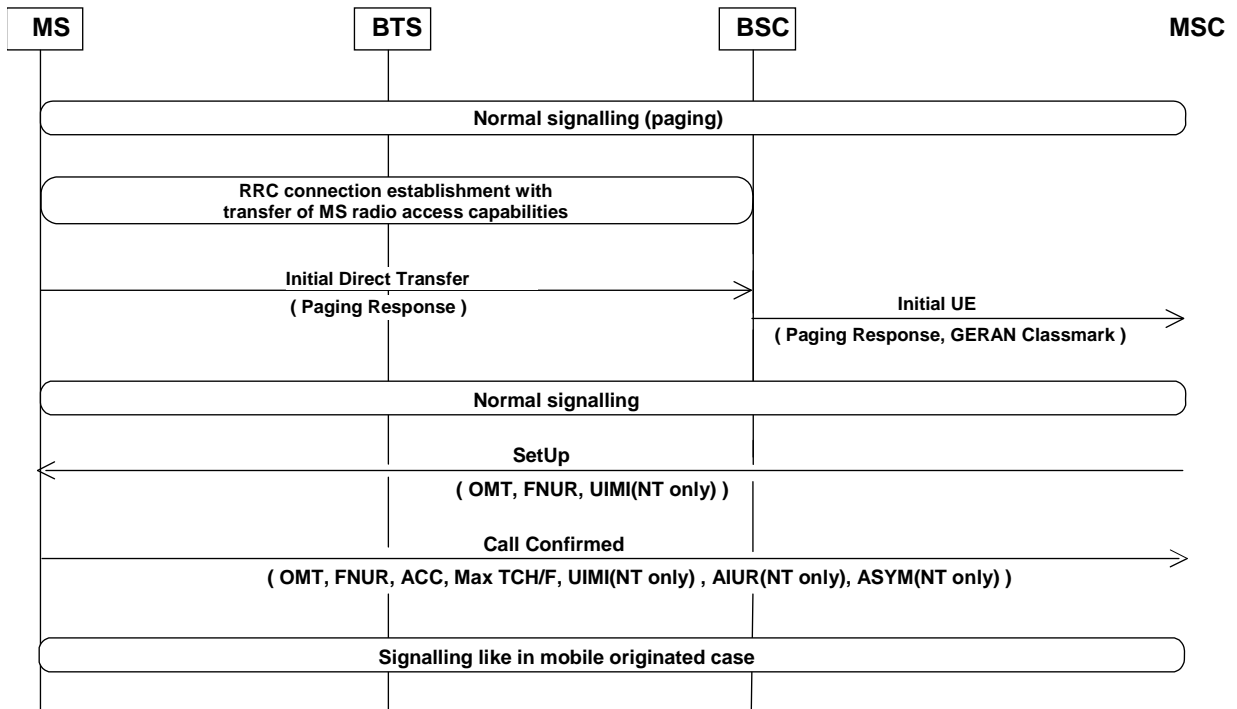 MS BTS BSC MSC
Normal signalling (paging)
RRC connection establishment with
transfer of MS radio access capabilities
Initial Direct Transfer
( Paging Response )
Initial UE
( Paging Response, GERAN Classmark )
Normal signalling
SetUp
( OMT, FNUR, UIMI(NT only) )
Call Confirmed
( OMT, FNUR, ACC, Max TCH/F, UIMI(NT only) , AIUR(NT only), ASYM(NT only) )
Signalling like in mobile originated case